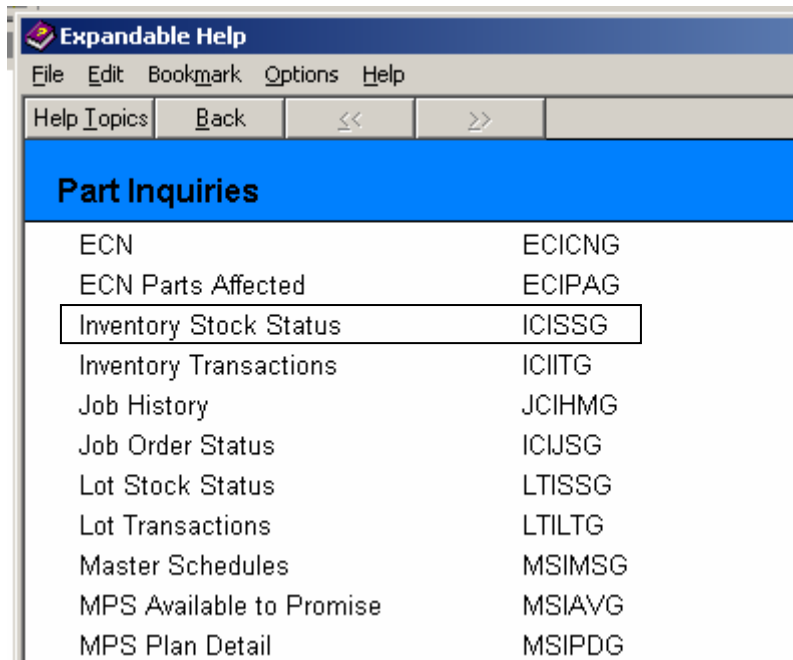 Expandable Help
File Edit Bookmark Options Help
Help Topics Back << >>
Part Inquiries
ECN ECICNG
ECN Parts Affected ECIPAG
Inventory Stock Status ICISSG
Inventory Transactions ICIITG
Job History JCIHMG
Job Order Status ICIJSG
Lot Stock Status LTISSG
Lot Transactions LTILTG
Master Schedules MSIMSG
MPS Available to Promise MSIAVG
MPS Plan Detail MSIPDG